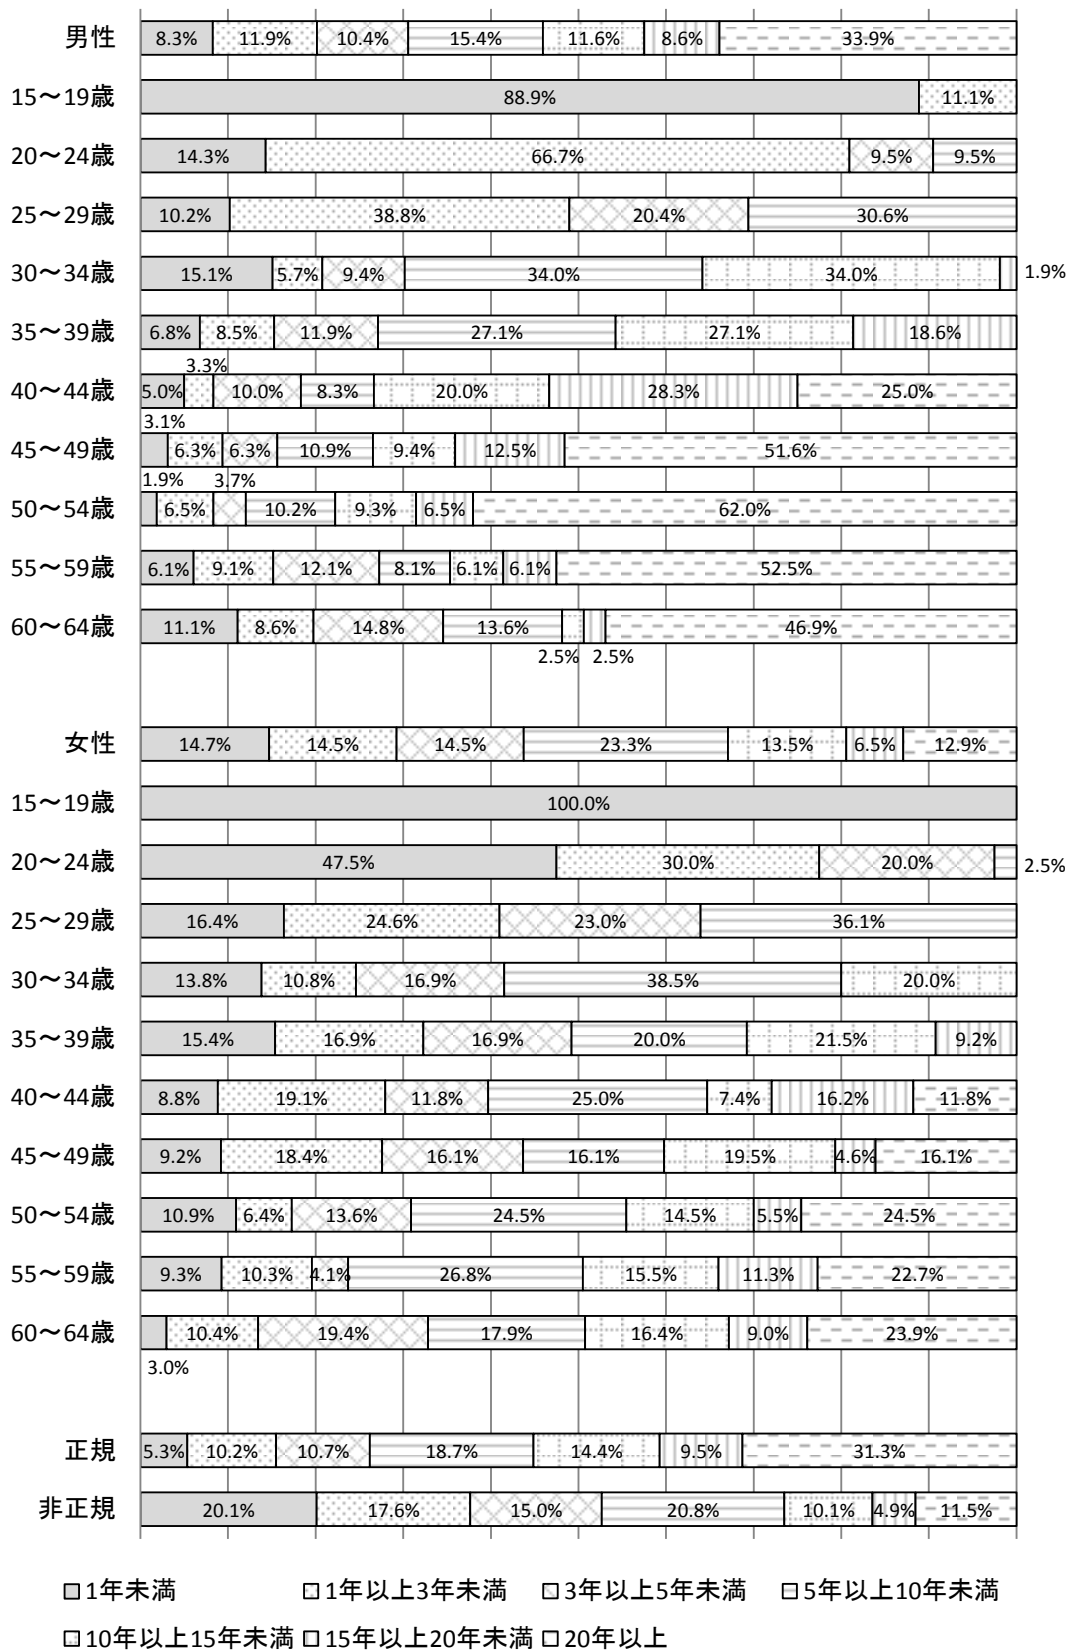 男性 8.3% 11.9% 10.4% 15.4% 11.6% 8.6% 33.9%
15～19歳 88.9% 11.1%
20～24歳 14.3% 66.7% 9.5% 9.5%
25～29歳 10.2% 38.8% 20.4% 30.6%
30～34歳 15.1% 5.7% 9.4% 34.0% 34.0% 1.9%
35～39歳 6.8% 8.5% 11.9% 27.1% 27.1% 18.6%
3.3%
40～44歳 5.0% 10.0% 8.3% 20.0% 28.3% 25.0%
3.1%
45～49歳 6.3% 6.3% 10.9% 9.4% 12.5% 51.6%
1.9% 3.7%
50～54歳 6.5% 10.2% 9.3% 6.5% 62.0%
55～59歳 6.1% 9.1% 12.1% 8.1% 6.1% 6.1% 52.5%
60～64歳 11.1% 8.6% 14.8% 13.6% 46.9%
2.5% 2.5%
女性 14.7% 14.5% 14.5% 23.3% 13.5% 6.5% 12.9%
15～19歳 100.0%
20～24歳 47.5% 30.0% 20.0% 2.5%
25～29歳 16.4% 24.6% 23.0% 36.1%
30～34歳 13.8% 10.8% 16.9% 38.5% 20.0%
35～39歳 15.4% 16.9% 16.9% 20.0% 21.5% 9.2%
40～44歳 8.8% 19.1% 11.8% 25.0% 7.4% 16.2% 11.8%
45～49歳 9.2% 18.4% 16.1% 16.1% 19.5% 4.6% 16.1%
50～54歳 10.9% 6.4% 13.6% 24.5% 14.5% 5.5% 24.5%
55～59歳 9.3% 10.3% 4.1% 26.8% 15.5% 11.3% 22.7%
60～64歳 10.4% 19.4% 17.9% 16.4% 9.0% 23.9%
3.0%
正規 5.3% 10.2% 10.7% 18.7% 14.4% 9.5% 31.3%
非正規 20.1% 17.6% 15.0% 20.8% 10.1% 4.9% 11.5%
1年未満 1年以上3年未満 3年以上5年未満 5年以上10年未満
10年以上15年未満 15年以上20年未満 20年以上